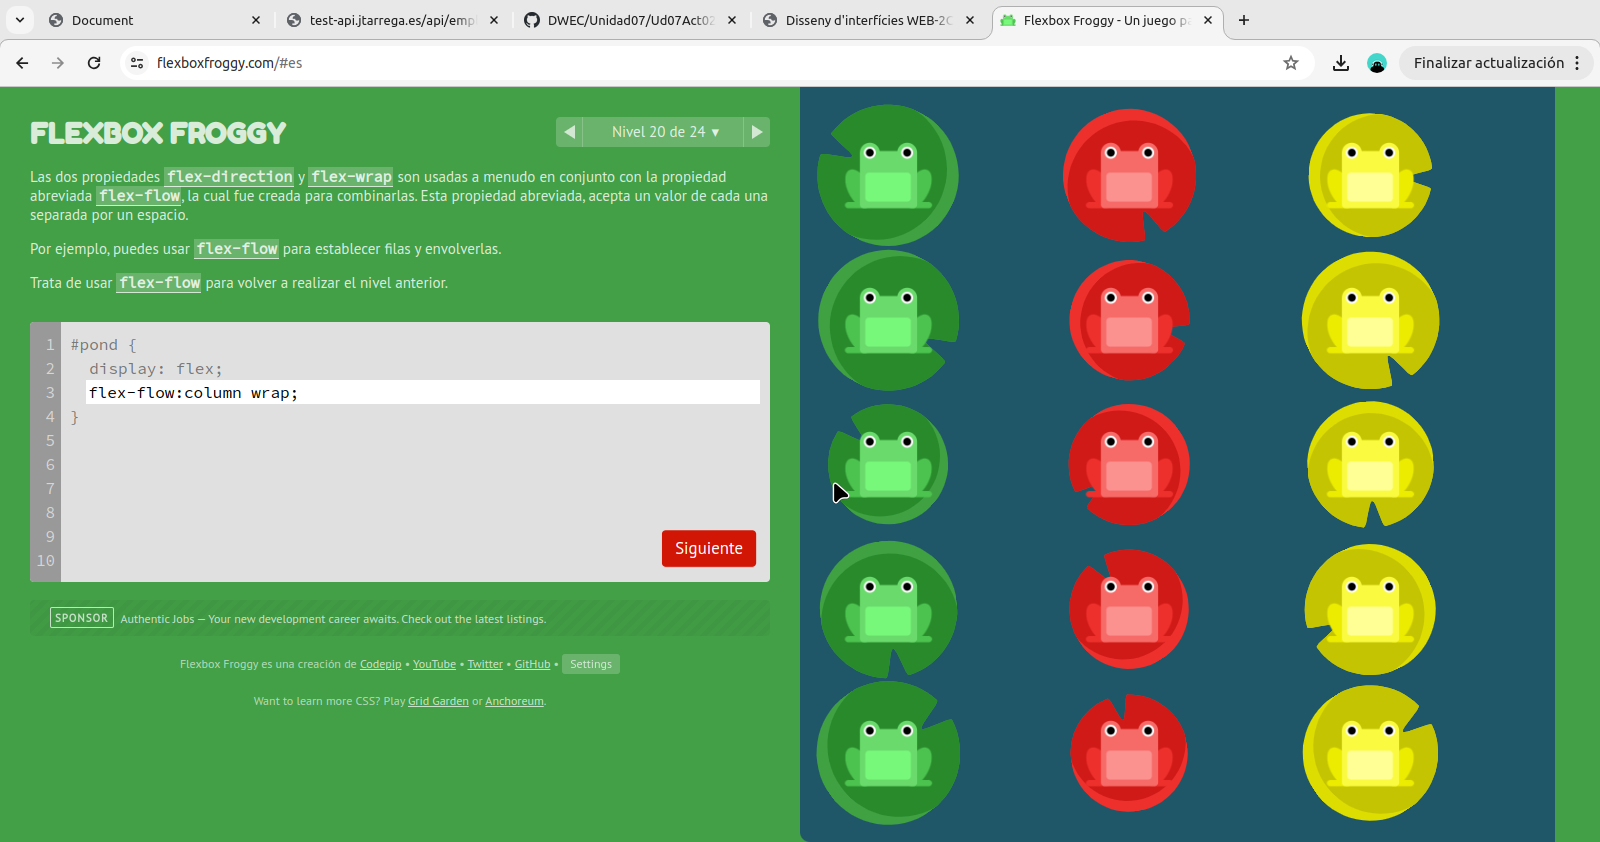 Document
test-api.jtarrega.es/api/emp
DWEC/Unidad07/Ud07Act02
Disseny d'interfícies WEB-2C
Flexbox Froggy - Un juego pa
flexboxfroggy.com/#es
Finalizar actualización
FLEXBOX FROGGY
Nivel 20 de 24 ▾
Las dos propiedades flex-direction y flex-wrap son usadas a menudo en conjunto con la propiedad
abreviada flex-flow, la cual fue creada para combinarlas. Esta propiedad abreviada, acepta un valor de cada una
separada por un espacio.
Por ejemplo, puedes usar flex-flow para establecer filas y envolverlas.
Trata de usar flex-flow para volver a realizar el nivel anterior.
1 #pond {
2 display: flex;
3 flex-flow:column wrap;
4 }
5
6
7
8
9
10
Siguiente
SPONSOR Authentic Jobs — Your new development career awaits. Check out the latest listings.
Flexbox Froggy es una creación de Codepip • YouTube • Twitter • GitHub • Settings
Want to learn more CSS? Play Grid Garden or Anchoreum.